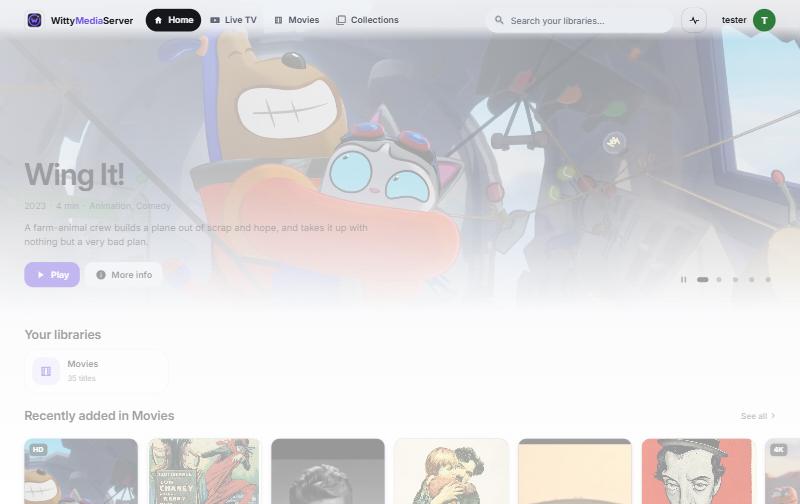 WittyMediaServer
Home
Live TV
Movies
Collections
Search your libraries...
tester
T
Wing It!
2023 · 4 min · Animation, Comedy
A farm-animal crew builds a plane out of scrap and hope, and takes it up with
nothing but a very bad plan.
Play
More info
Your libraries
Movies
35 titles
Recently added in Movies
See all
HD
LON
CHANEY
4K